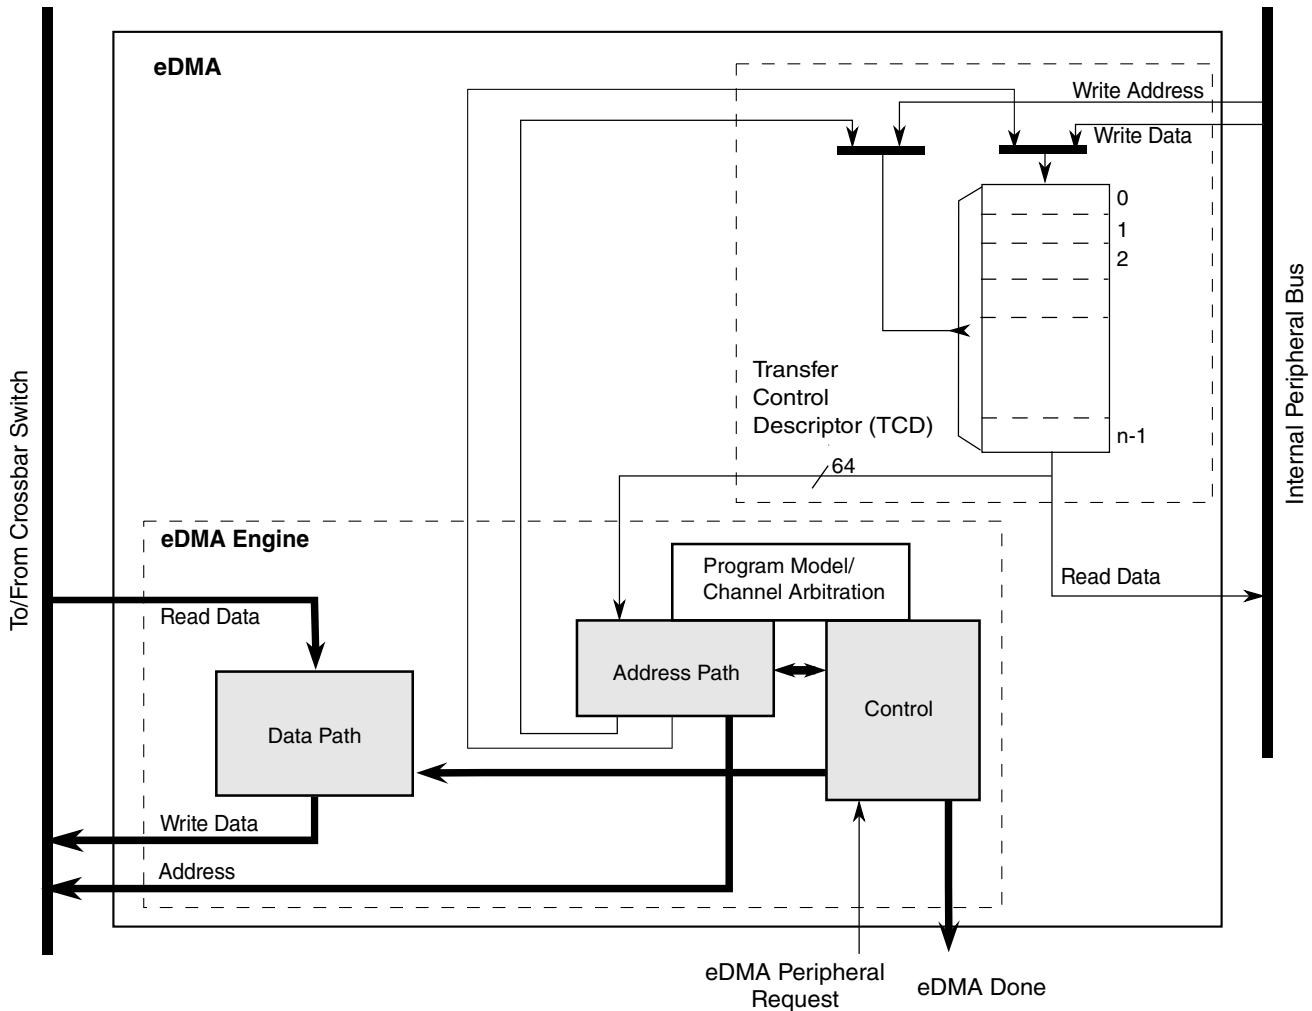 eDMA
Write Address
Write Data
0
1
2
n-1
Transfer
Control
Descriptor (TCD)
64
Internal Peripheral Bus
To/From Crossbar Switch
eDMA Engine
Program Model/
Channel Arbitration
Read Data
Read Data
Address Path
Control
Data Path
Write Data
Address
eDMA Peripheral
Request
eDMA Done